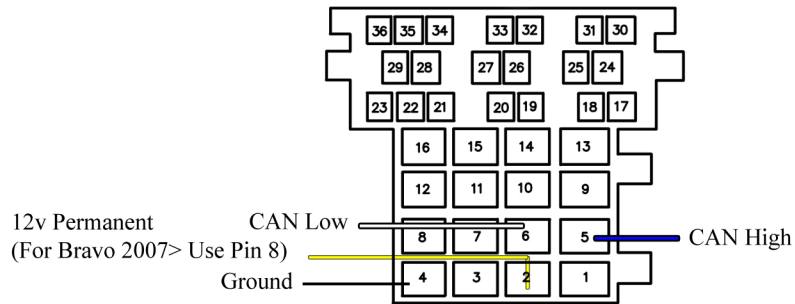 36 35 34 33 32 31 30
29 28 27 26 25 24
23 22 21 20 19 18 17
16 15 14 13
12 11 10 9
12v Permanent
(For Bravo 2007> Use Pin 8)
CAN Low
8 7 6 5
CAN High
Ground
4 3 2 1